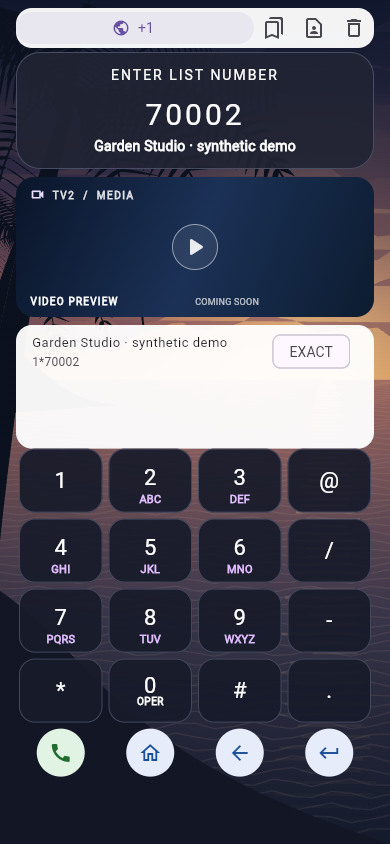 +1
ENTER LIST NUMBER
70002
Garden Studio · synthetic demo
TV2 / MEDIA
VIDEO PREVIEW
COMING SOON
Garden Studio · synthetic demo
EXACT
1*70002
1
2
ABC
3
DEF
@
4
GHI
5
JKL
6
MNO
/
7
PQRS
8
TUV
9
WXYZ
-
*
0
OPER
#
.